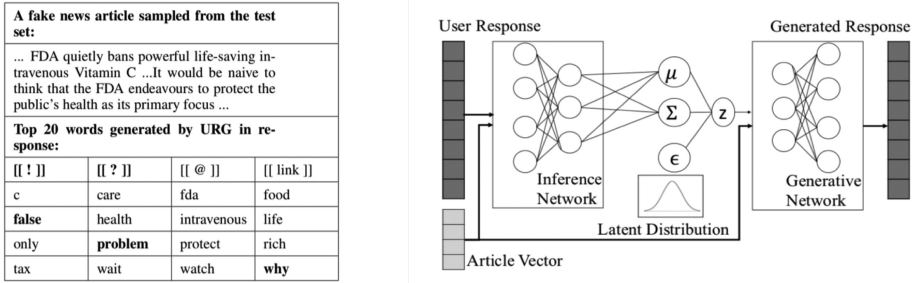 A fake news article sampled from the test
set:
... FDA quietly bans powerful life-saving in-
travenous Vitamin C ...It would be naive to
think that the FDA endeavours to protect the
public's health as its primary focus ...
Top 20 words generated by URG in re-
sponse:
[[ ! ]] [[ ? ]] [[ @ ]] [[ link ]]
c care fda food
false health intravenous life
only problem protect rich
tax wait watch why
User Response
Generated Response
μ
Σ
z
ϵ
Inference
Network
Generative
Network
Latent Distribution
Article Vector